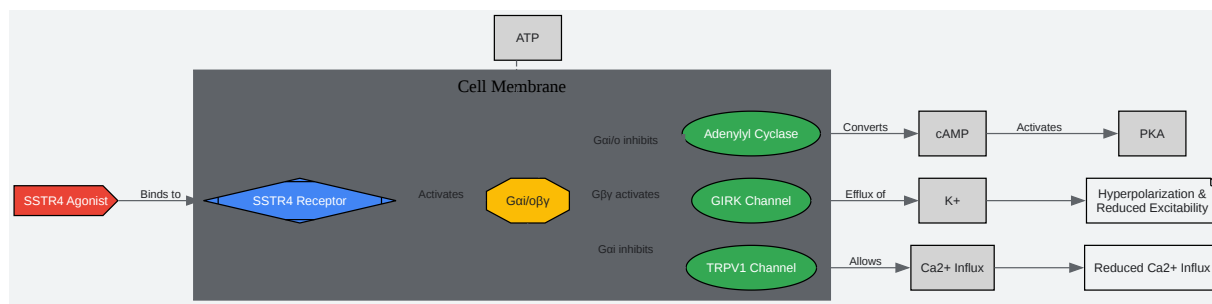 ATP
Cell Membrane
Gαi/o inhibits
Adenylyl Cyclase
Converts
cAMP
Activates
PKA
SSTR4 Agonist
Binds to
SSTR4 Receptor
Activates
Gαi/oβγ
Gβγ activates
GIRK Channel
Efflux of
K+
Hyperpolarization &
Reduced Excitability
Gαi inhibits
TRPV1 Channel
Allows
Ca2+ Influx
Reduced Ca2+ Influx